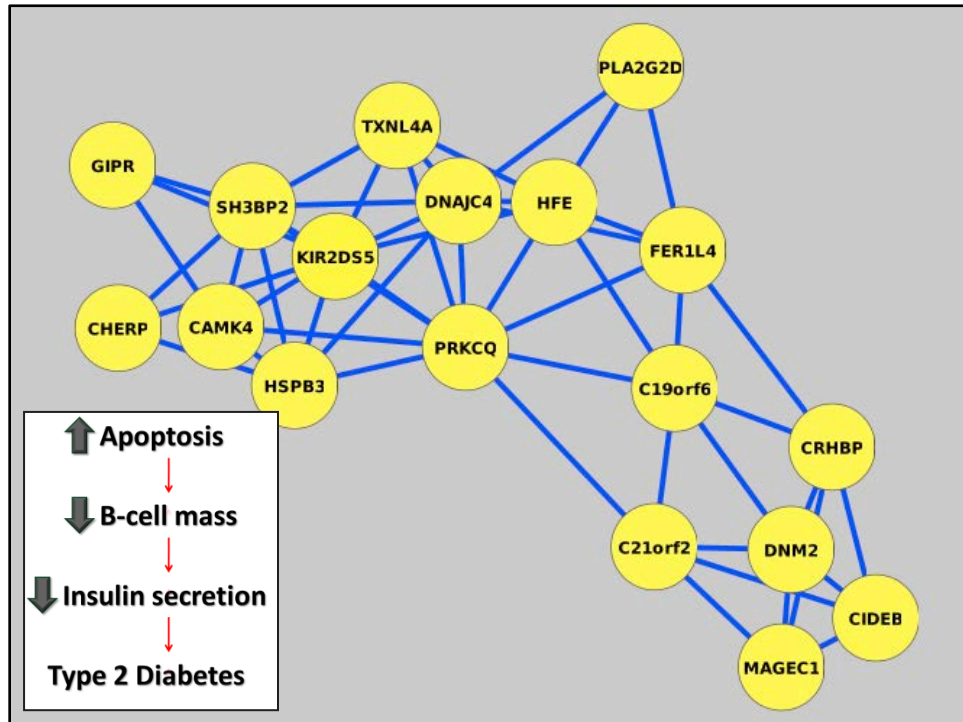 PLA2G2D
TXNL4A
GIPR
SH3BP2
DNAJC4
HFE
KIR2DS5
FER1L4
CHERP
CAMK4
PRKCQ
HSPB3
C19orf6
CRHBP
C21orf2
DNM2
CIDEB
MAGEC1
Apoptosis
B-cell mass
Insulin secretion
Type 2 Diabetes